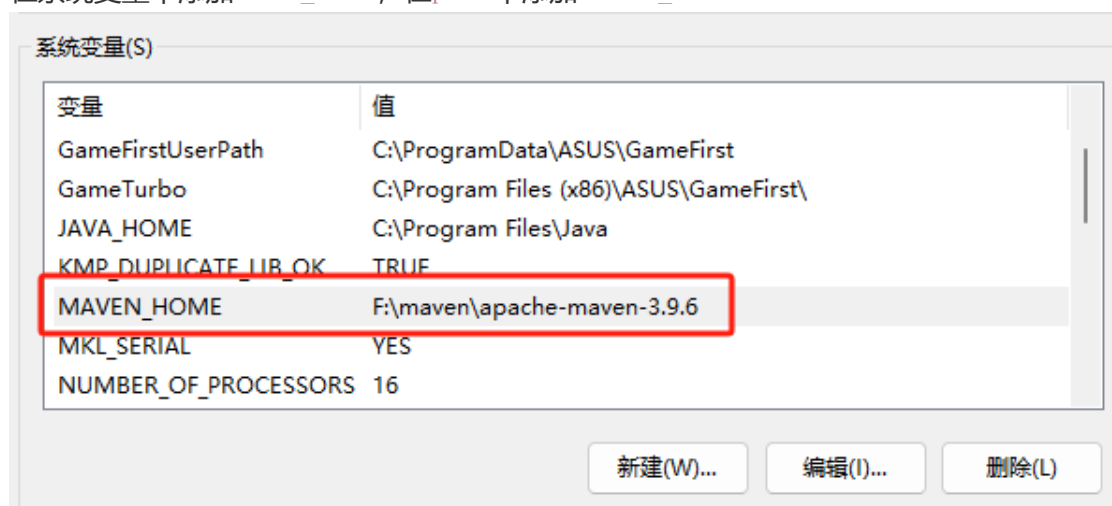 系统变量(S)
变量 值
GameFirstUserPath C:\ProgramData\ASUS\GameFirst
GameTurbo C:\Program Files (x86)\ASUS\GameFirst\
JAVA_HOME C:\Program Files\Java
KMP_DUPLICATE_LIB_OK TRUE
MAVEN_HOME F:\maven\apache-maven-3.9.6
MKL_SERIAL YES
NUMBER_OF_PROCESSORS 16
新建(W)... 编辑(I)... 删除(L)